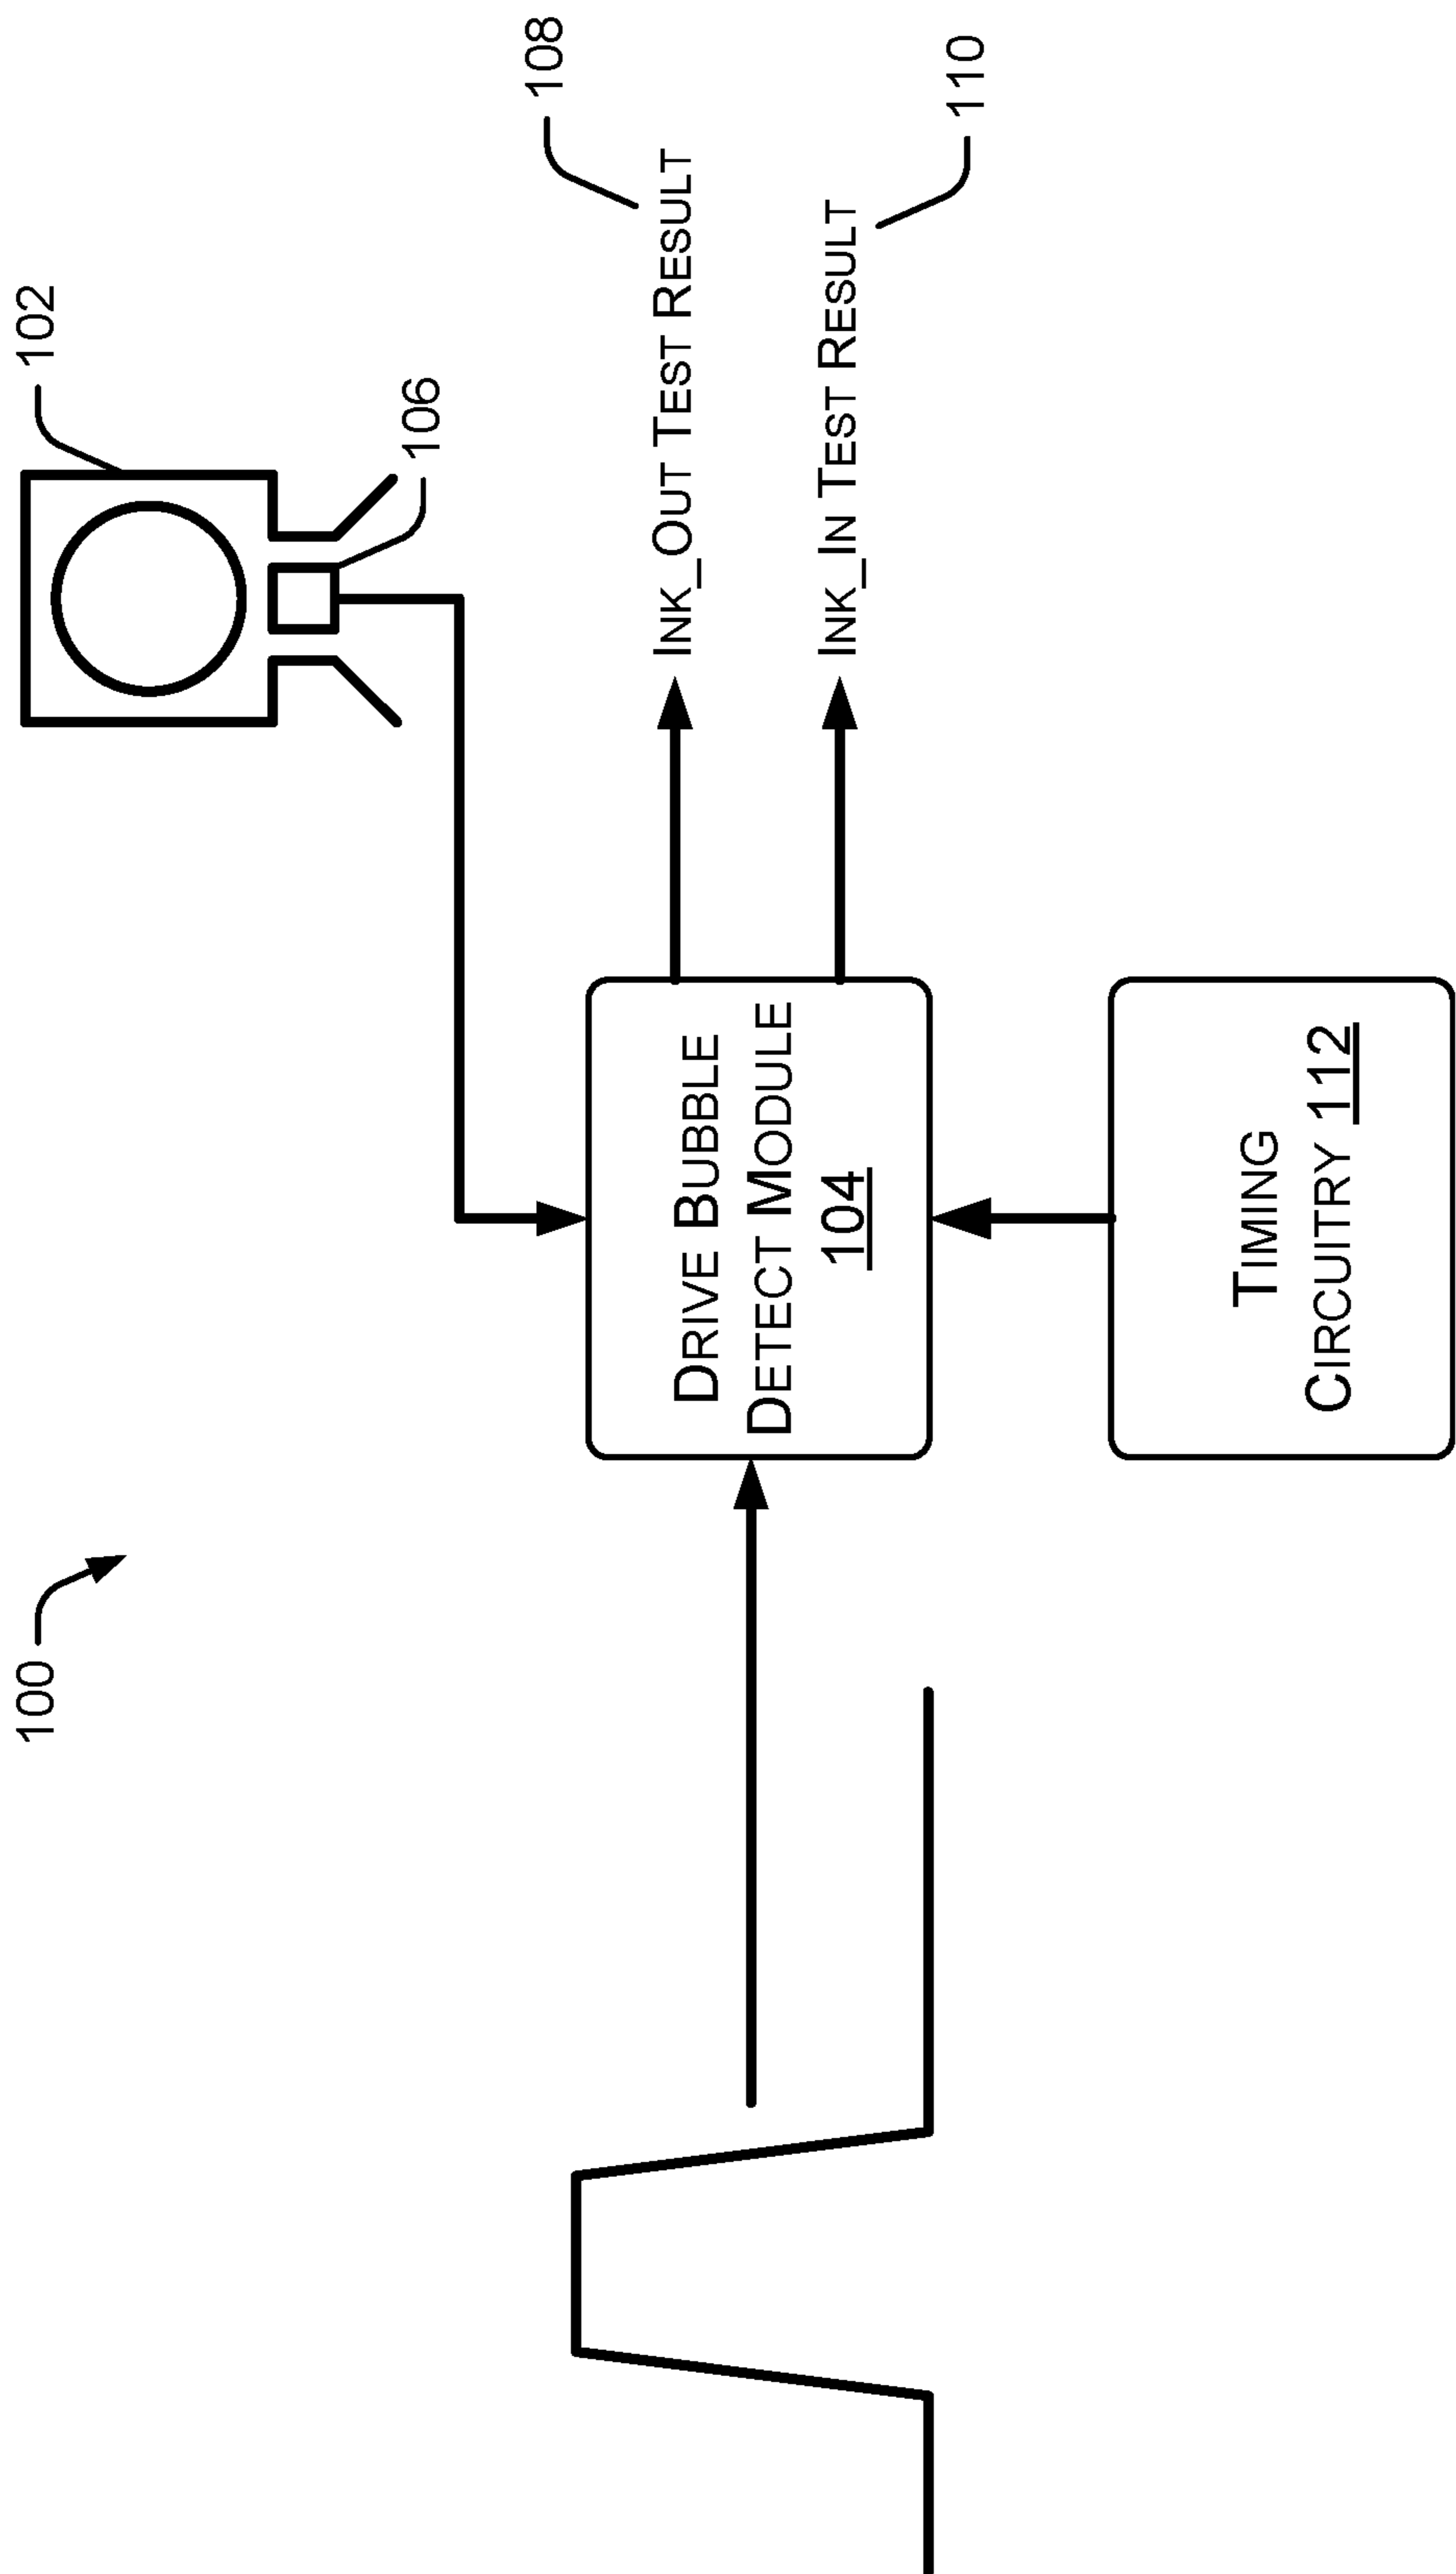 100
102
106
108
INK_OUT TEST RESULT
INK_IN TEST RESULT
110
DRIVE BUBBLE
DETECT MODULE
104
TIMING
CIRCUITRY 112